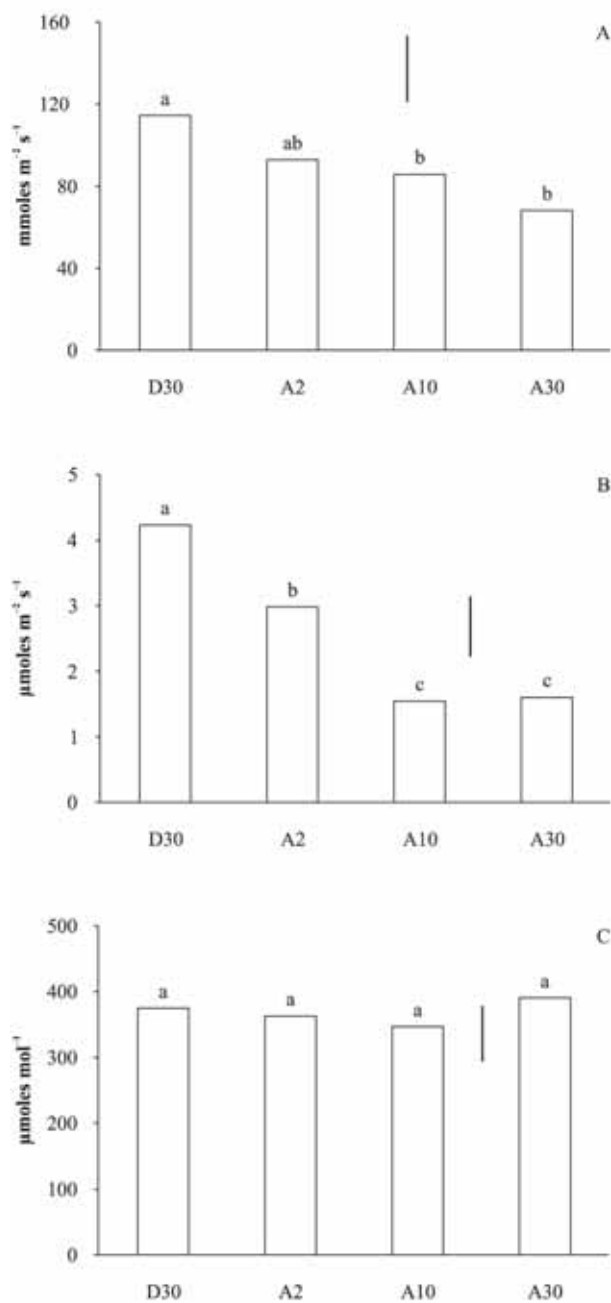 160
A
a
120
ab
b
80
b
mmoles m⁻² s⁻¹
40
0
D30 A2 A10 A30
5
B
a
4
b
3
µmoles m⁻² s⁻¹
2
c c
1
0
D30 A2 A10 A30
500
C
a
400
a a a
300
µmoles mol⁻¹
200
100
0
D30 A2 A10 A30